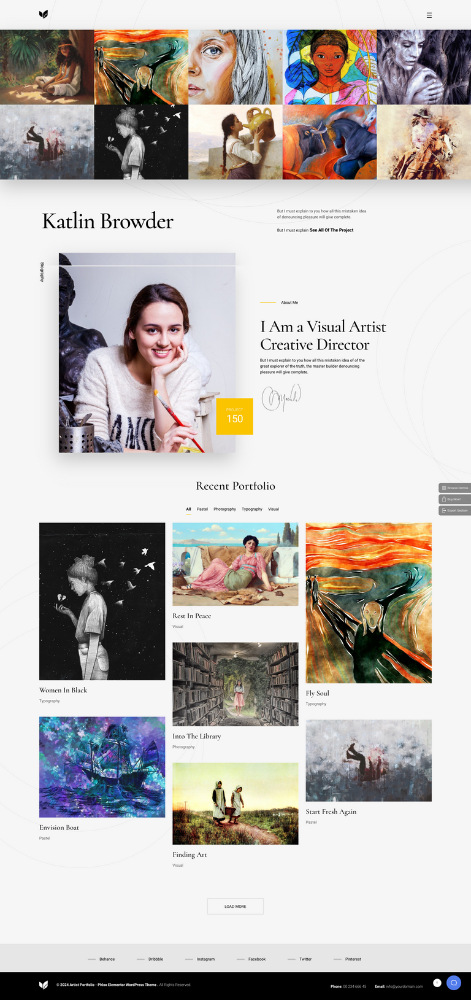 Katlin Browder
But I must explain to you how all this mistaken idea
of denouncing pleasure will give complete.
But I must explain See All Of The Project
Biography
About Me
I Am a Visual Artist
Creative Director
But I must explain to you how all this mistaken idea of of the
great explorer of the truth, the master builder denouncing
pleasure will give complete.
PROJECT
150
Recent Portfolio
Browse Demos
Buy Now!
Export Section
All Pastel Photography Typography Visual
Women In Black
Typography
Envision Boat
Pastel
Rest In Peace
Visual
Into The Library
Photography
Finding Art
Visual
Fly Soul
Typography
Start Fresh Again
Pastel
LOAD MORE
Behance Dribbble Instagram Facebook Twitter Pinterest
© 2024 Artist Portfolio - Phlox Elementor WordPress Theme . All Rights Reserved.
Phone: 00 234 666 45 Email: info@yourdomain.com